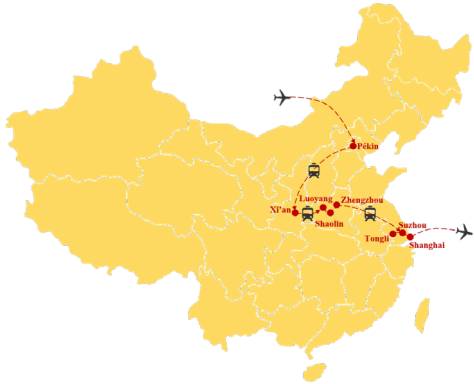 Pékin
Luoyang
Zhengzhou
Xi'an
Shaolin
Suzhou
Tongli
Shanghai